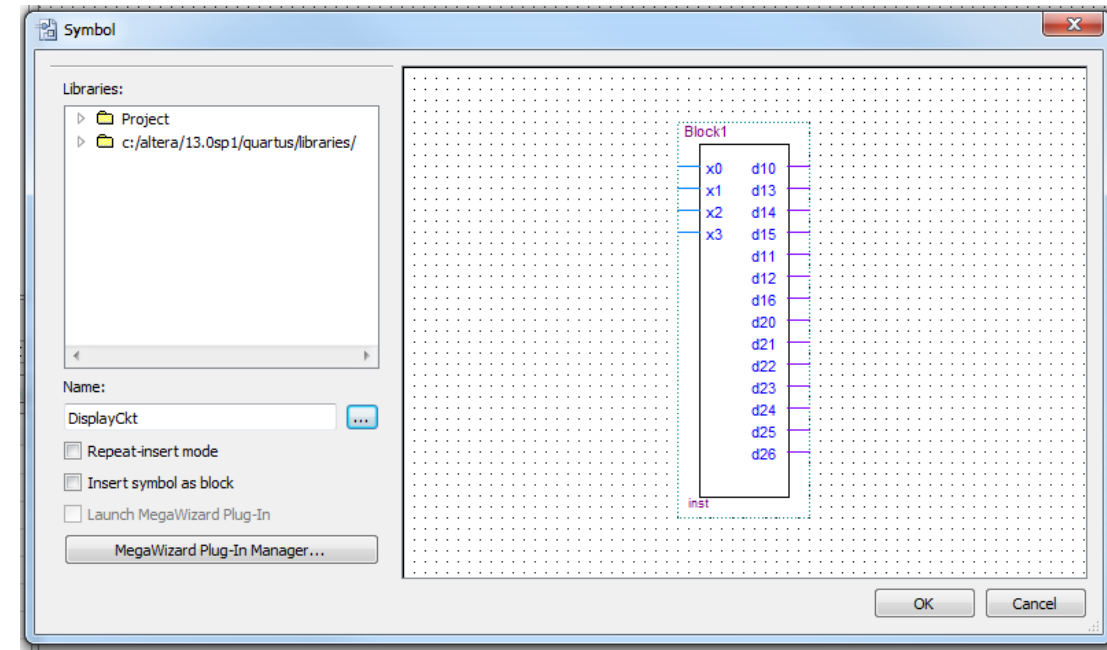 Symbol
X
Libraries:
Project
c:/altera/13.0sp1/quartus/libraries/
Name:
DisplayCkt
...
Repeat-insert mode
Insert symbol as block
Launch MegaWizard Plug-In
MegaWizard Plug-In Manager...
Block1
x0 d10
x1 d13
x2 d14
x3 d15
d11
d12
d16
d20
d21
d22
d23
d24
d25
d26
inst
OK Cancel